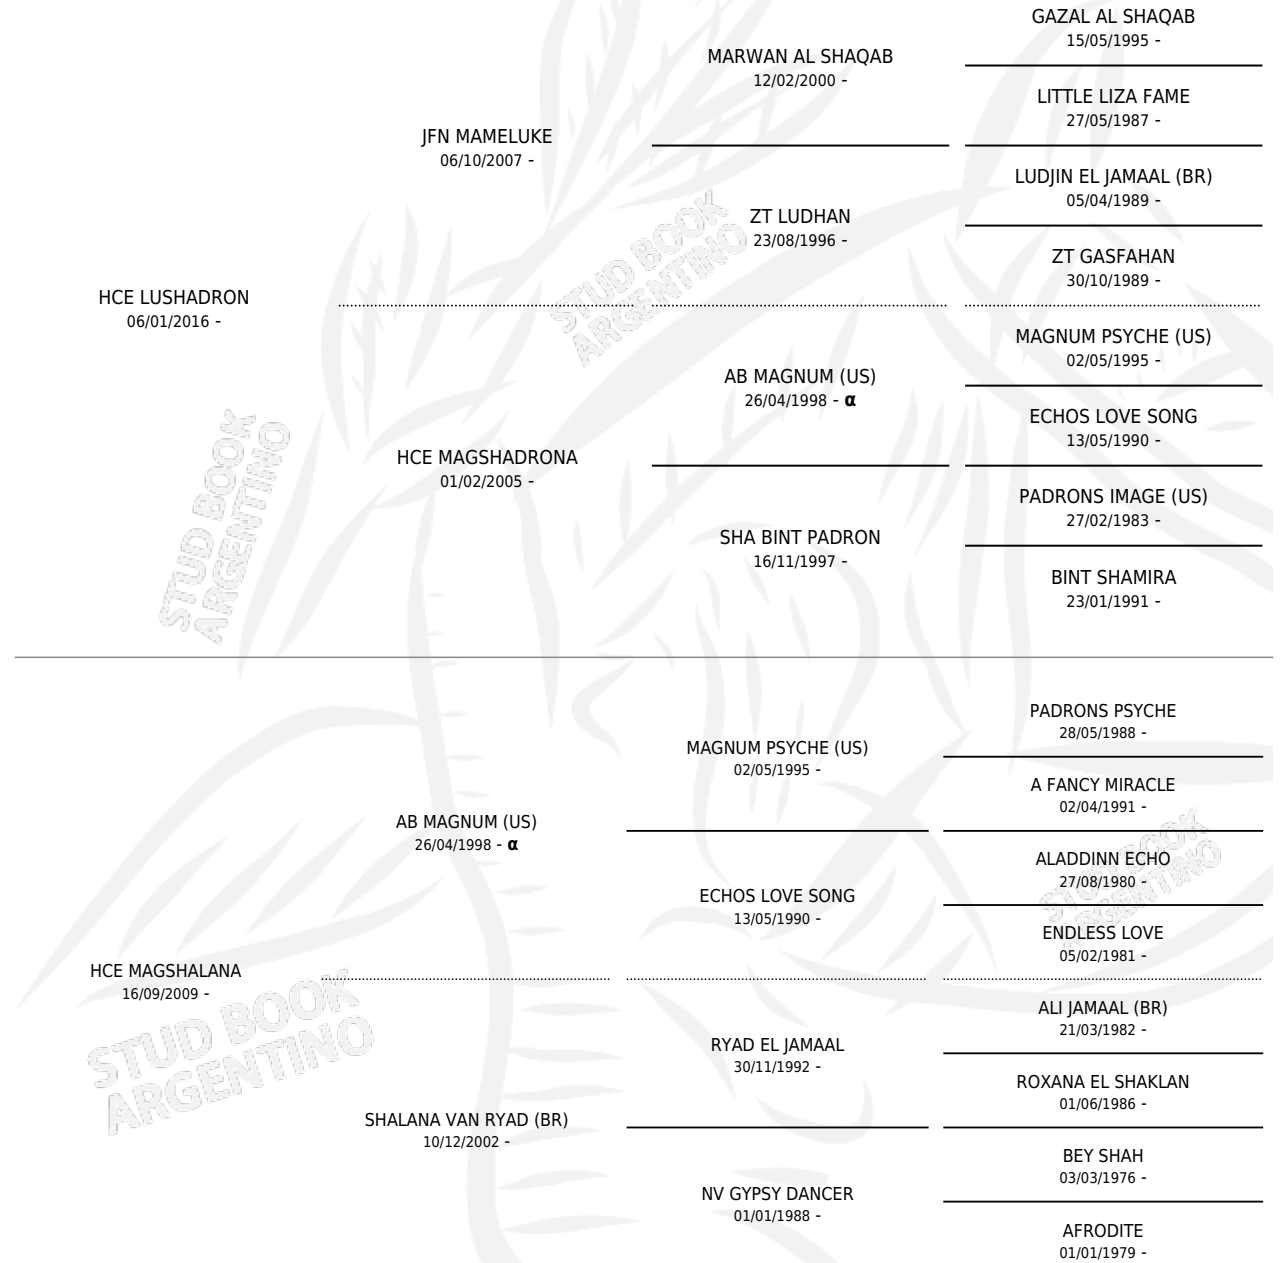 GAZAL AL SHAQAB
15/05/1995 -
MARWAN AL SHAQAB
12/02/2000 -
LITTLE LIZA FAME
27/05/1987 -
JFN MAMELUKE
06/10/2007 -
LUDJIN EL JAMAAL (BR)
05/04/1989 -
ZT LUDHAN
23/08/1996 -
ZT GASFAHAN
30/10/1989 -
HCE LUSHADRON
06/01/2016 -
MAGNUM PSYCHE (US)
02/05/1995 -
AB MAGNUM (US)
26/04/1998 - α
ECHOS LOVE SONG
13/05/1990 -
HCE MAGSHADRONA
01/02/2005 -
PADRONS IMAGE (US)
27/02/1983 -
SHA BINT PADRON
16/11/1997 -
BINT SHAMIRA
23/01/1991 -
PADRONS PSYCHE
28/05/1988 -
MAGNUM PSYCHE (US)
02/05/1995 -
A FANCY MIRACLE
02/04/1991 -
AB MAGNUM (US)
26/04/1998 - α
ALADDINN ECHO
27/08/1980 -
ECHOS LOVE SONG
13/05/1990 -
ENDLESS LOVE
05/02/1981 -
HCE MAGSHALANA
16/09/2009 -
ALI JAMAAL (BR)
21/03/1982 -
RYAD EL JAMAAL
30/11/1992 -
ROXANA EL SHAKLAN
01/06/1986 -
SHALANA VAN RYAD (BR)
10/12/2002 -
BEY SHAH
03/03/1976 -
NV GYPSY DANCER
01/01/1988 -
AFRODITE
01/01/1979 -
STUD BOOK
ARGENTINO
STUD BOOK
ARGENTINO
STUD BOOK
ARGENTINO
STUD BOOK
ARGENTINO